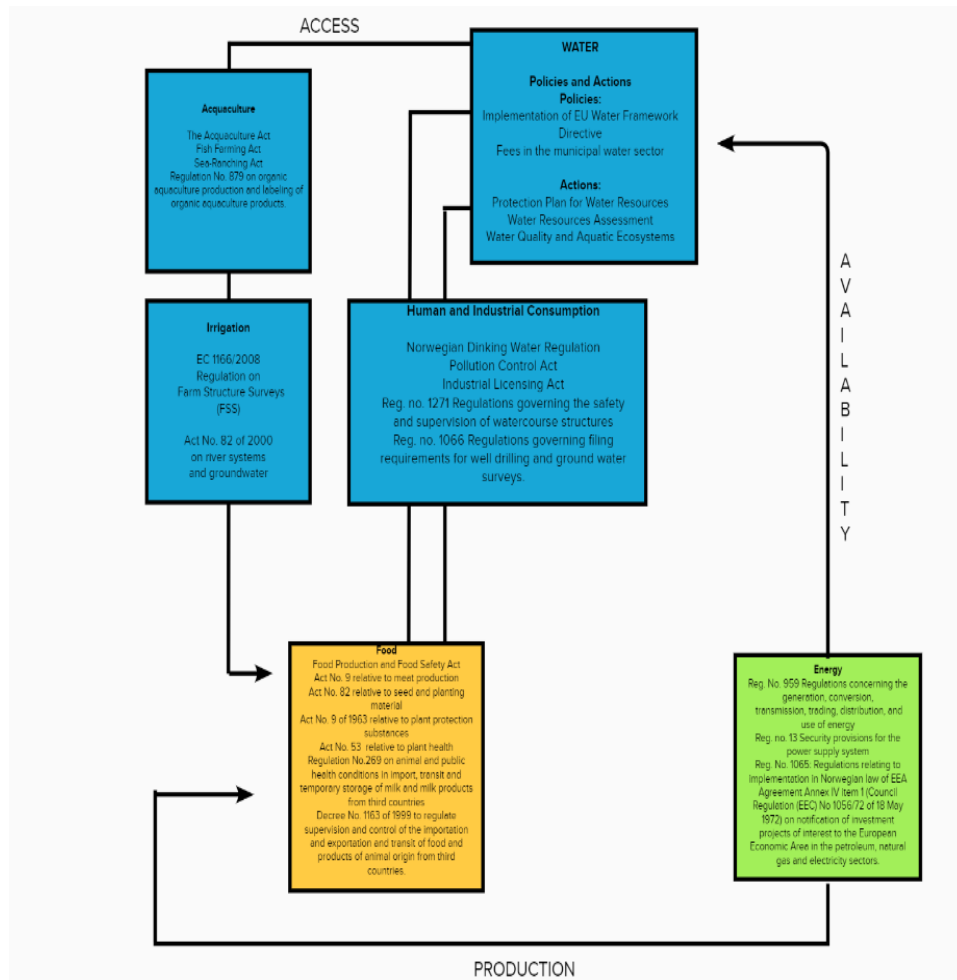 ACCESS
WATER
Policies and Actions
Policies:
Implementation of EU Water Framework
Directive
Fees in the municipal water sector
Actions:
Protection Plan for Water Resources
Water Resources Assessment
Water Quality and Aquatic Ecosystems
Acquaculture
The Acquaculture Act
Fish Farming Act
Sea-Ranching Act
Regulation No. 879 on organic
aquaculture production and labeling of
organic aquaculture products.
Irrigation
EC 1166/2008
Regulation on
Farm Structure Surveys
(FSS)
Act No. 82 of 2000
on river systems
and groundwater
Human and Industrial Consumption
Norwegian Dinking Water Regulation
Pollution Control Act
Industrial Licensing Act
Reg. no. 1271 Regulations governing the safety
and supervision of watercourse structures
Reg. no. 1066 Regulations governing filing
requirements for well drilling and ground water
surveys.
A
V
A
I
L
A
B
I
L
I
T
Y
Food
Food Production and Food Safety Act
Act No. 9 relative to meat production
Act No. 82 relative to seed and planting
material
Act No. 9 of 1963 relative to plant protection
substances
Act No. 53 relative to plant health
Regulation No.269 on animal and public
health conditions in import, transit and
temporary storage of milk and milk products
from third countries
Decree No. 1163 of 1999 to regulate
supervision and control of the importation
and exportation and transit of food and
products of animal origin from third
countries.
Energy
Reg. No. 959 Regulations concerning the
generation, conversion,
transmission, trading, distribution, and
use of energy
Reg. no. 13 Security provisions for the
power supply system
Reg. No. 1065: Regulations relating to
Implementation in Norwegian law of EEA
Agreement Annex IV Item 1 (Council
Regulation (EEC) No 1056/72 of 18 May
1972) on notification of investment
projects of interest to the European
Economic Area in the petroleum, natural
gas and electricity sectors.
PRODUCTION